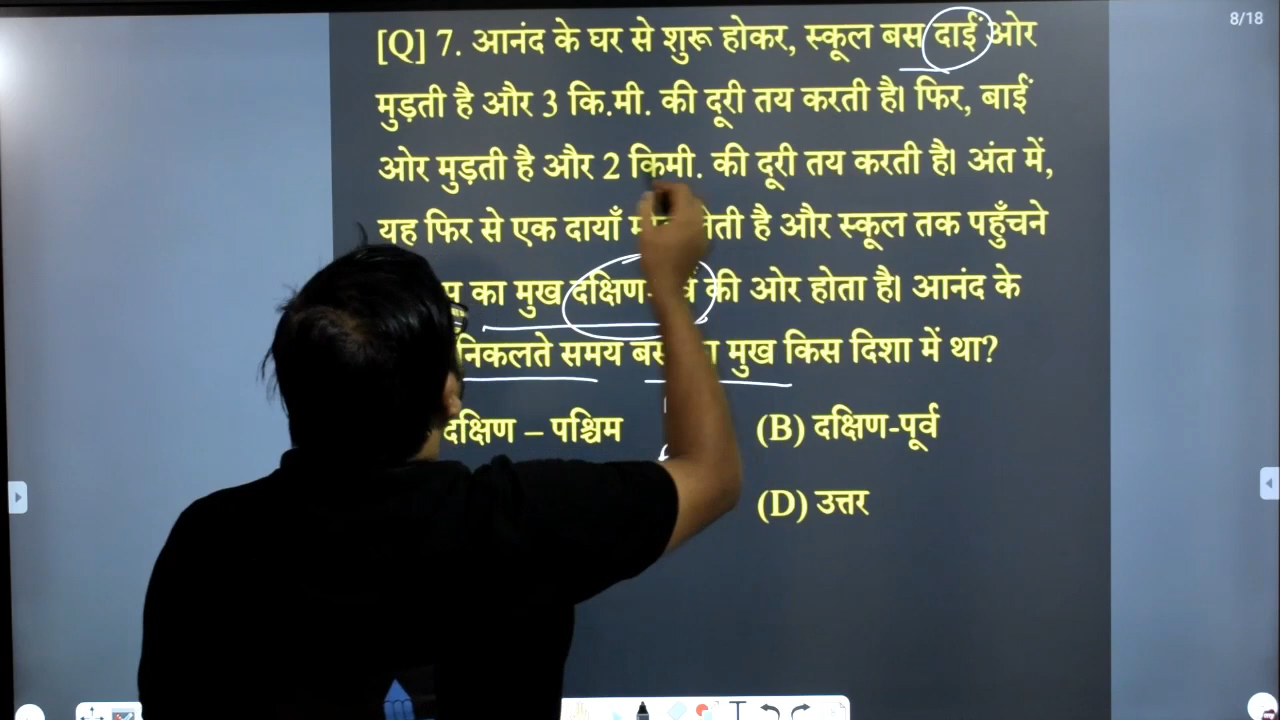 8/18
[Q] 7. आनंद के घर से शुरू होकर, स्कूल बस दाईं ओर
मुड़ती है और 3 कि.मी. की दूरी तय करती है। फिर, बाईं
ओर मुड़ती है और 2 किमी. की दूरी तय करती है। अंत में,
यह फिर से एक दायाँ लेती है और स्कूल तक पहुँचने
का मुख दक्षिण- की ओर होता है। आनंद के
निकलते समय मुख किस दिशा में था?
दक्षिण – पश्चिम (B) दक्षिण-पूर्व
(D) उत्तर